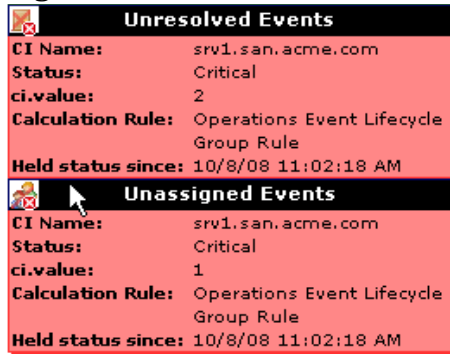 Unresolved Events
CI Name: srv1.san.acme.com
Status: Critical
ci.value: 2
Calculation Rule: Operations Event Lifecycle
Group Rule
Held status since: 10/8/08 11:02:18 AM
Unassigned Events
CI Name: srv1.san.acme.com
Status: Critical
ci.value: 1
Calculation Rule: Operations Event Lifecycle
Group Rule
Held status since: 10/8/08 11:02:18 AM